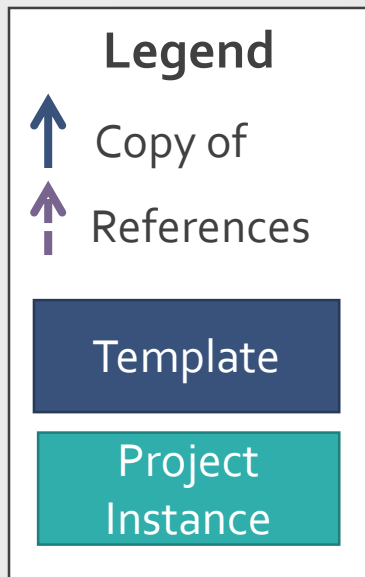 Legend
Copy of
References
Template
Project
Instance